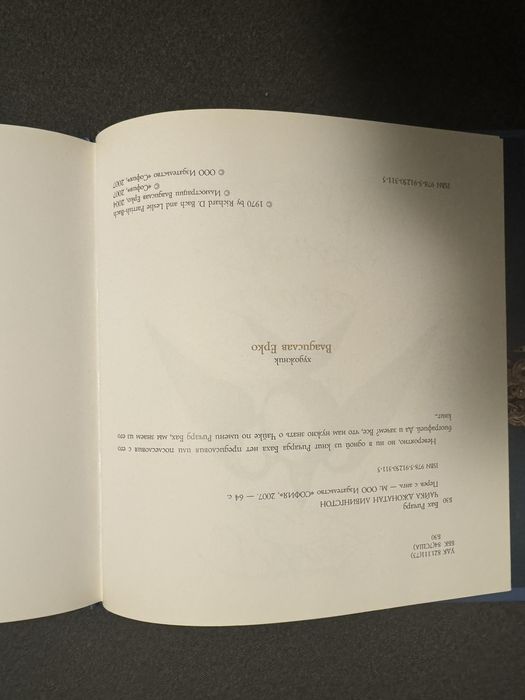 УДК 821.111(73)
ББК 84(7США)
Б30
Бах Ричард
Б30 ЧАЙКА ДЖОНАТАН ЛИВИНГСТОН
Перев. с англ. — М.: ООО Издательство «СОФИЯ», 2007. — 64 с.
ISBN 978-5-91250-311-5
Невероятно, но ни в одной из книг Ричарда Баха нет предисловия или послесловия с его
биографией. Да и зачем? Все, что нам нужно знать о Чайке по имени Ричард Бах, мы знаем из его
книг...
художник
Владислав Ерко
© 1970 by Richard D. Bach and Leslie Parrish-Bach
© Иллюстрации Владислав Ерко, 2004
© «София», 2007
ISBN 978-5-91250-311-5
© ООО Издательство «София», 2007